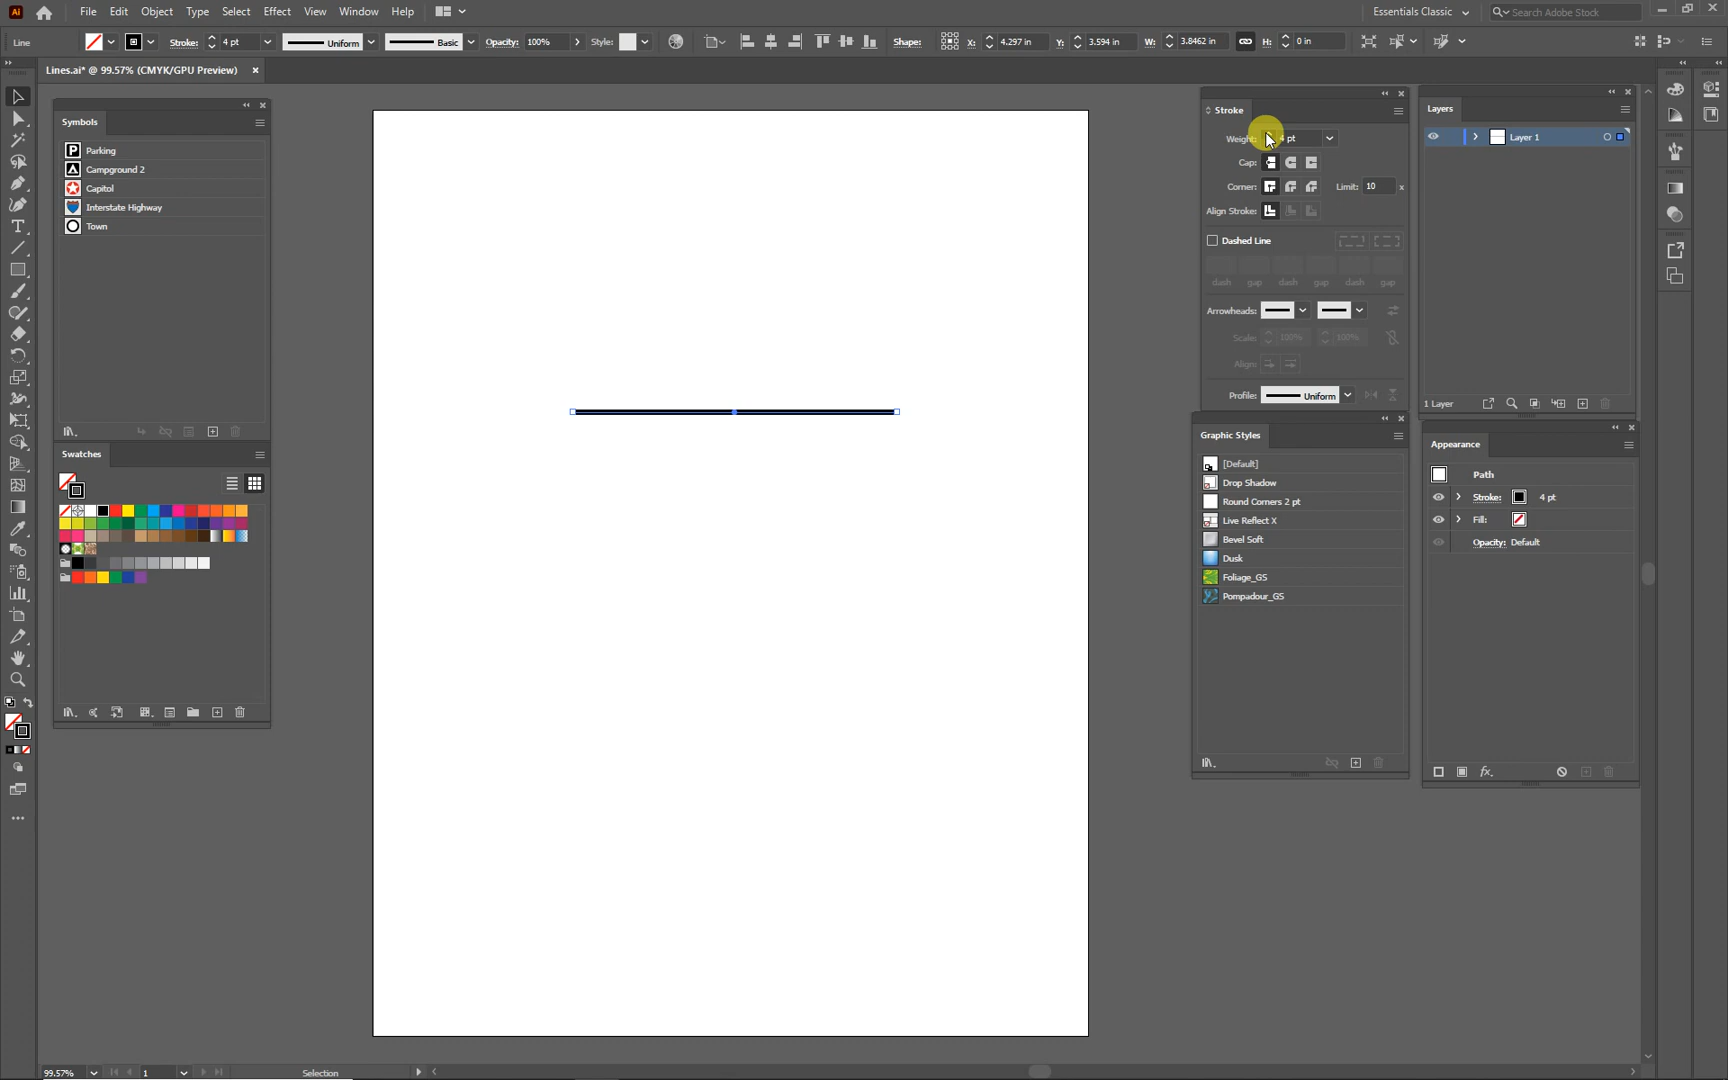 Ai File Edit Object Type Select Effect View Window Help Essentials Classic Search Adobe Stock
Line Stroke: 4 pt Uniform Basic Opacity: 100% Style: Shape: X: 4.297 in Y: 3.594 in W: 3.8462 in H: 0 in
Lines.ai* @ 99.57% (CMYK/GPU Preview)
Symbols
P Parking
Campground 2
Capitol
Interstate Highway
Town
Swatches
Stroke
Weight: 4 pt
Cap:
Corner: Limit: 10 x
Align Stroke:
Dashed Line
dash gap dash gap dash gap
Arrowheads:
Scale: 100% 100%
Align:
Profile: Uniform
Graphic Styles
[Default]
Drop Shadow
Round Corners 2 pt
Live Reflect X
Bevel Soft
Dusk
Foliage_GS
Pompadour_GS
Layers
Layer 1
1 Layer
Appearance
Path
Stroke: 4 pt
Fill:
Opacity: Default
fx
99.57% 1 Selection